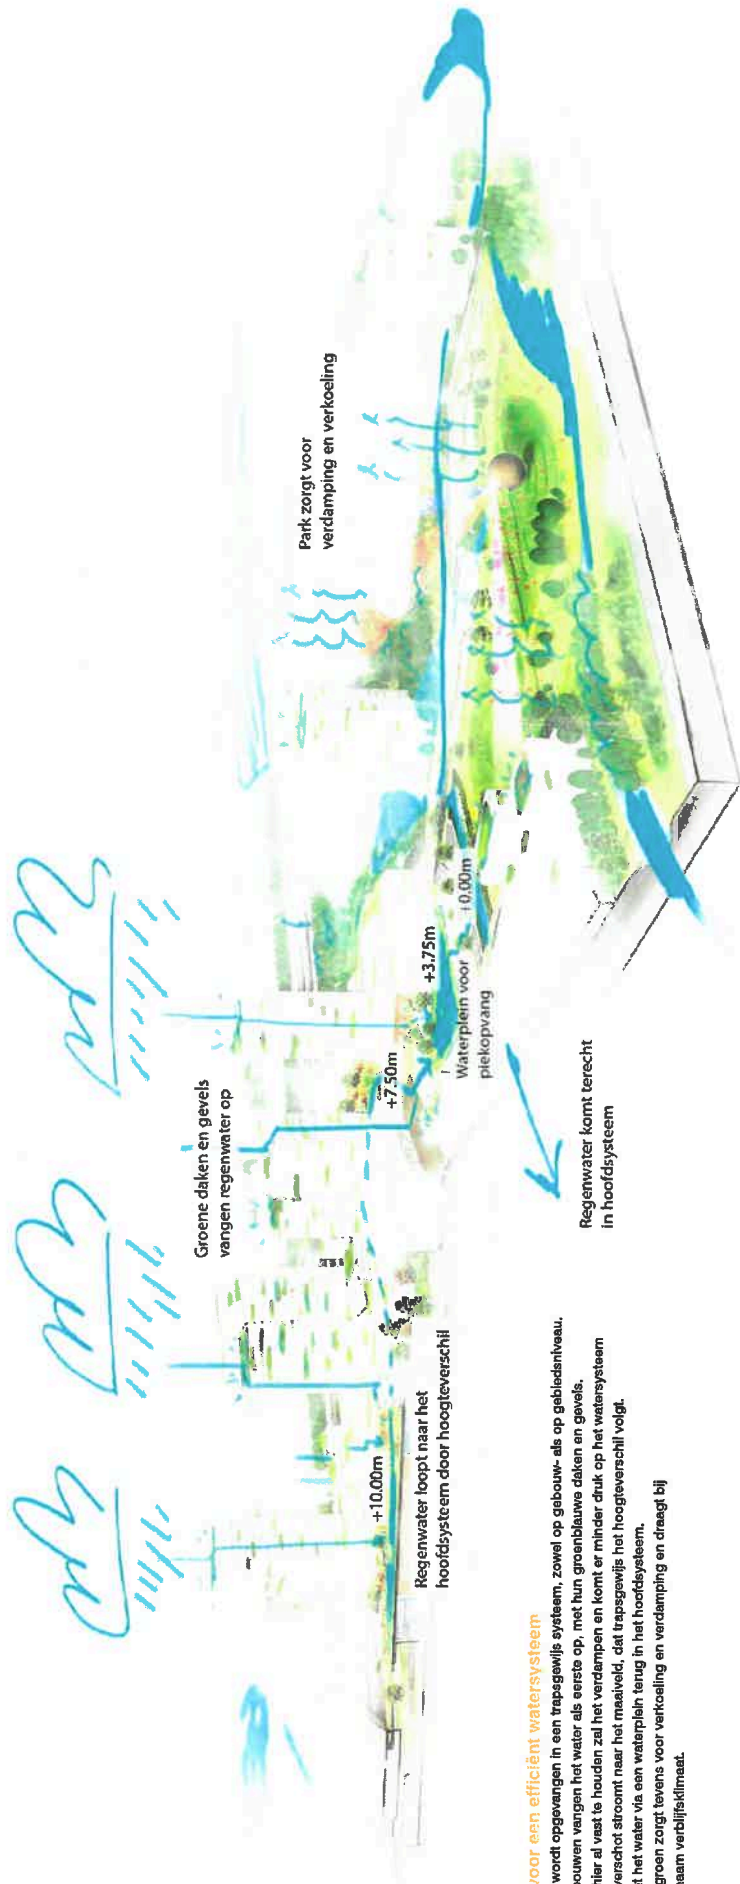 Park zorgt voor
verdamping en verkoeling
Groene daken en gevels
vangen regenwater op
+10.00m
+7.50m
+3.75m
0.00m
Waterplein voor
piekopvang
Regenwater loopt naar het
hoofdsysteem door hoogteverschil
Regenwater komt terecht
in hoofdsysteem
voor een efficiënt watersysteem
wordt opgevangen in een trapsgewijs systeem, zowel op gebouw- als op gebiedsniveau.
vangen het water als eerste op, met hun groenblauwe daken en gevels.
hier al vast te houden zal het verdampen en komt er minder druk op het watersysteem
stroomt naar het maaiveld, dat trapsgewijs het hoogteverschil volgt.
het water via een waterplein terug in het hoofdsysteem.
groen zorgt tevens voor verkoeling en verdamping en draagt bij
verblijfsklimaat.